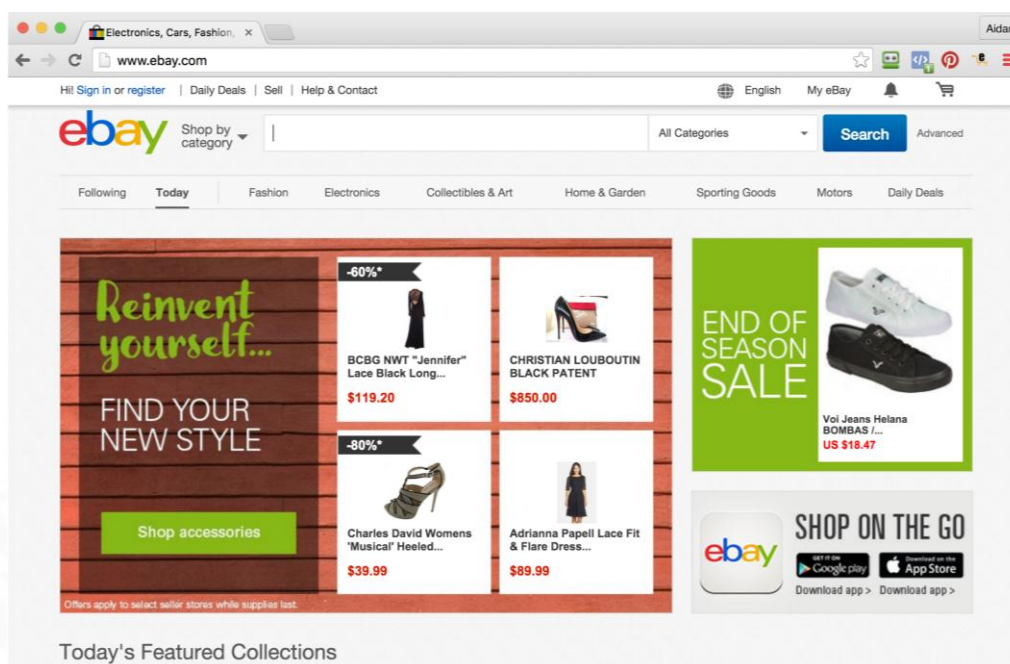 Electronics, Cars, Fashion,
Aidan
www.ebay.com
Hi! Sign in or register | Daily Deals | Sell | Help & Contact
English My eBay
ebay Shop by category All Categories Search Advanced
Following Today Fashion Electronics Collectibles & Art Home & Garden Sporting Goods Motors Daily Deals
Reinvent
yourself...
FIND YOUR
NEW STYLE
Shop accessories
Offers apply to select seller stores while supplies last.
-60%*
BCBG NWT "Jennifer"
Lace Black Long...
$119.20
CHRISTIAN LOUBOUTIN
BLACK PATENT
$850.00
-80%*
Charles David Womens
'Musical' Heeled...
$39.99
Adrianna Papell Lace Fit
& Flare Dress...
$89.99
END OF
SEASON
SALE
Voi Jeans Helana
BOMBAS /...
US $18.47
ebay
SHOP ON THE GO
GET IT ON
Google play
Download on the
App Store
Download app > Download app >
Today's Featured Collections